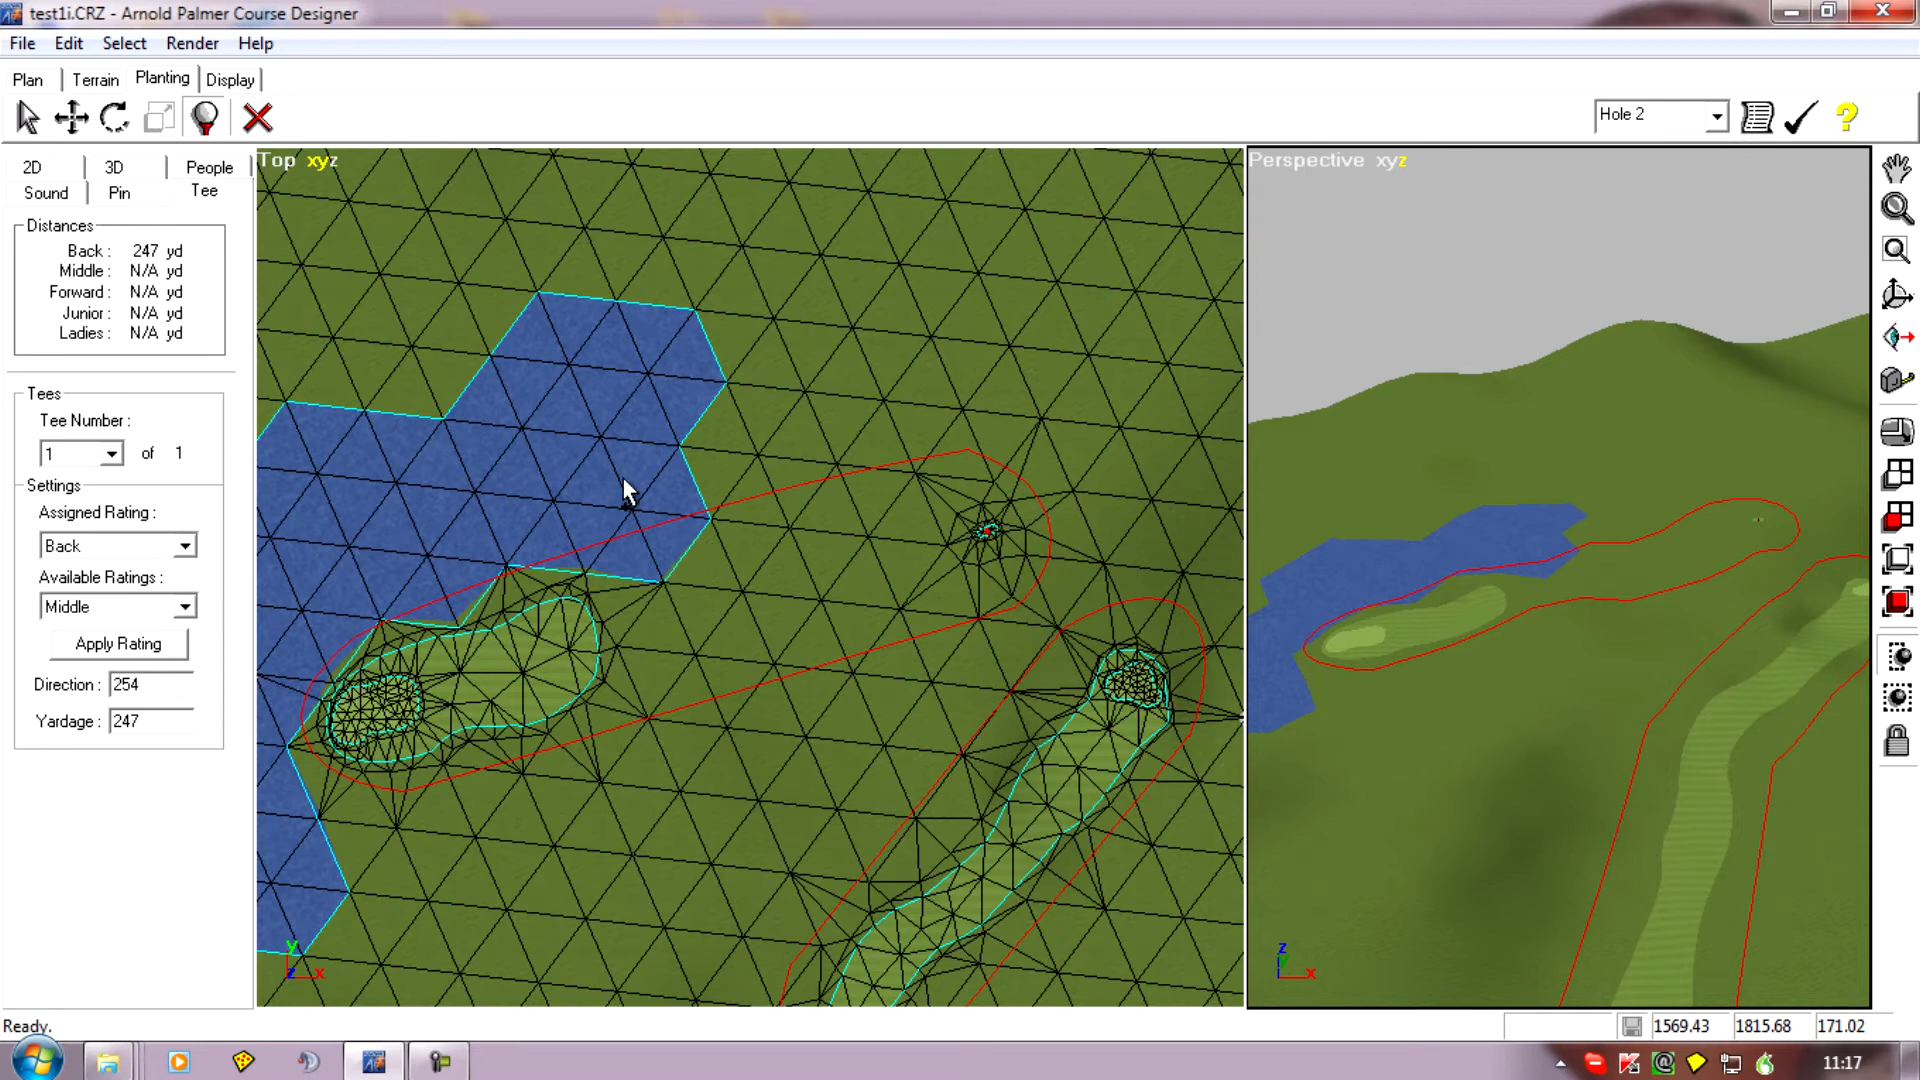 test1i.CRZ - Arnold Palmer Course Designer
File Edit Select Render Help
Plan Terrain Planting Display
Hole 2
2D 3D People
Sound Pin Tee
Top xyz
Perspective xyz
Distances
Back : 247 yd
Middle : N/A yd
Forward : N/A yd
Junior : N/A yd
Ladies : N/A yd
Tees
Tee Number :
1 of 1
Settings
Assigned Rating :
Back
Available Ratings :
Middle
Apply Rating
Direction : 254
Yardage : 247
y
z x
z
y
x
Ready.
1569.43 1815.68 171.02
11:17